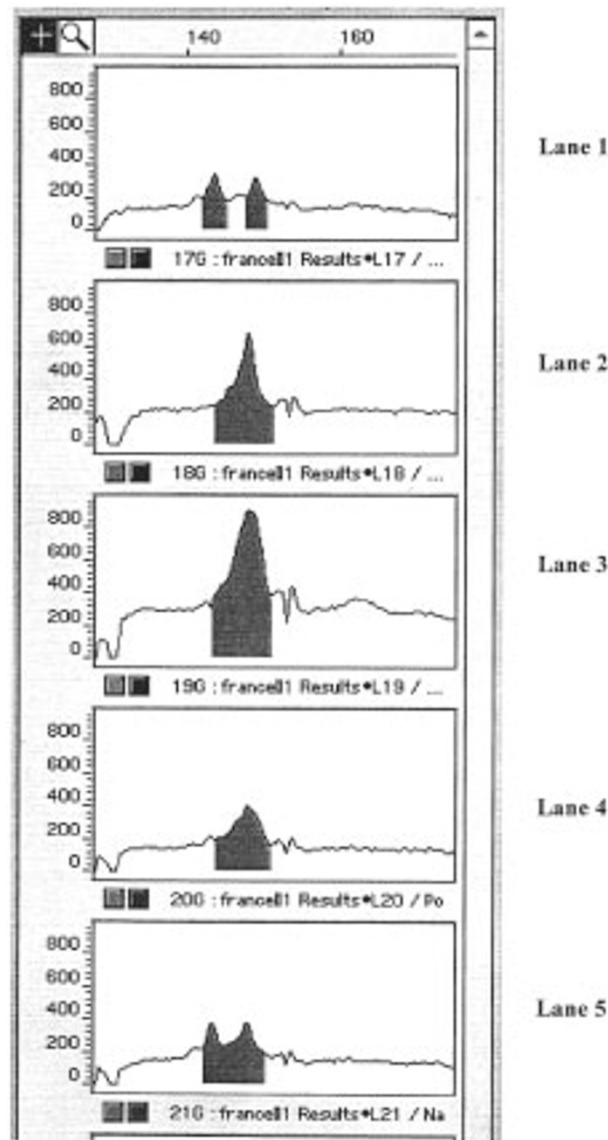 140 160
800
600
400
200
0
Lane 1
17G : francell1 Results•L17 / ...
800
600
400
200
0
Lane 2
18G : francell1 Results•L18 / ...
800
600
400
200
0
Lane 3
19G : francell1 Results•L19 / ...
800
600
400
200
0
Lane 4
20G : francell1 Results•L20 / Po
800
600
400
200
0
Lane 5
21G : francell1 Results•L21 / Na